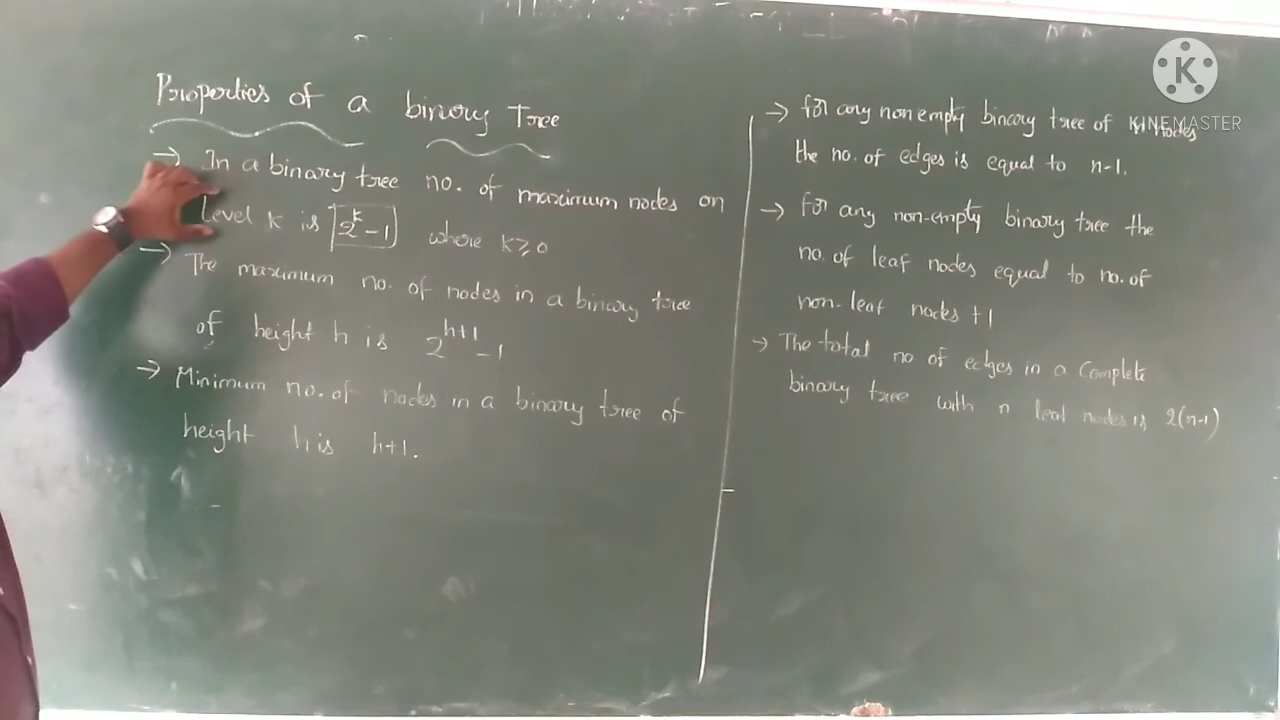 Properties of a binary Tree
→ In a binary tree no. of maximum nodes on
Level k is 2^k-1 where k≥0
→ The maximum no. of nodes in a binary tree
of height h is 2^h+1 -1
→ Minimum no. of nodes in a binary tree of
height h is h+1.
→ for any non empty binary tree of n nodes
the no. of edges is equal to n-1.
→ for any non-empty binary tree the
no. of leaf nodes equal to no. of
non-leaf nodes +1
→ The total no of edges in a Complete
binary tree with n leaf nodes is 2(n-1)
K
KINEMASTER